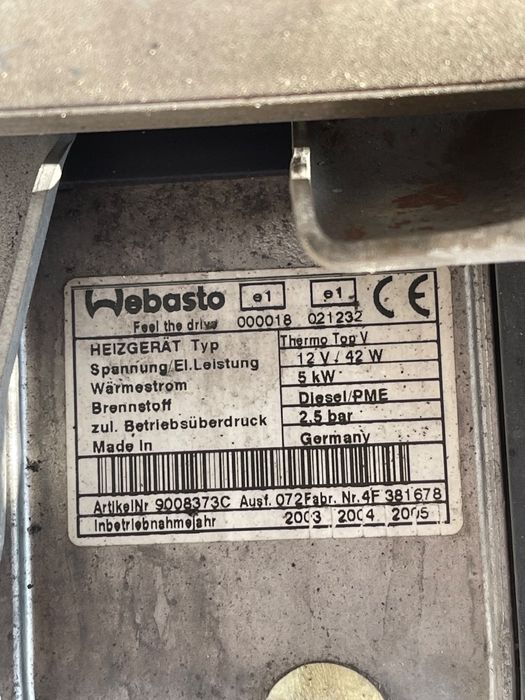 Webasto e1 e1 CE
Feel the drive 000018 021232
HEIZGERÄT Typ Thermo Top V
Spannung/El.Leistung 12 V / 42 W
Wärmestrom 5 kW
Brennstoff Diesel/PME
zul. Betriebsüberdruck 2,5 bar
Made In Germany
ArtikelNr 9008373C Ausf. 072 Fabr. Nr. 4F 381678
Inbetriebnahmejahr 2003 2004 2005